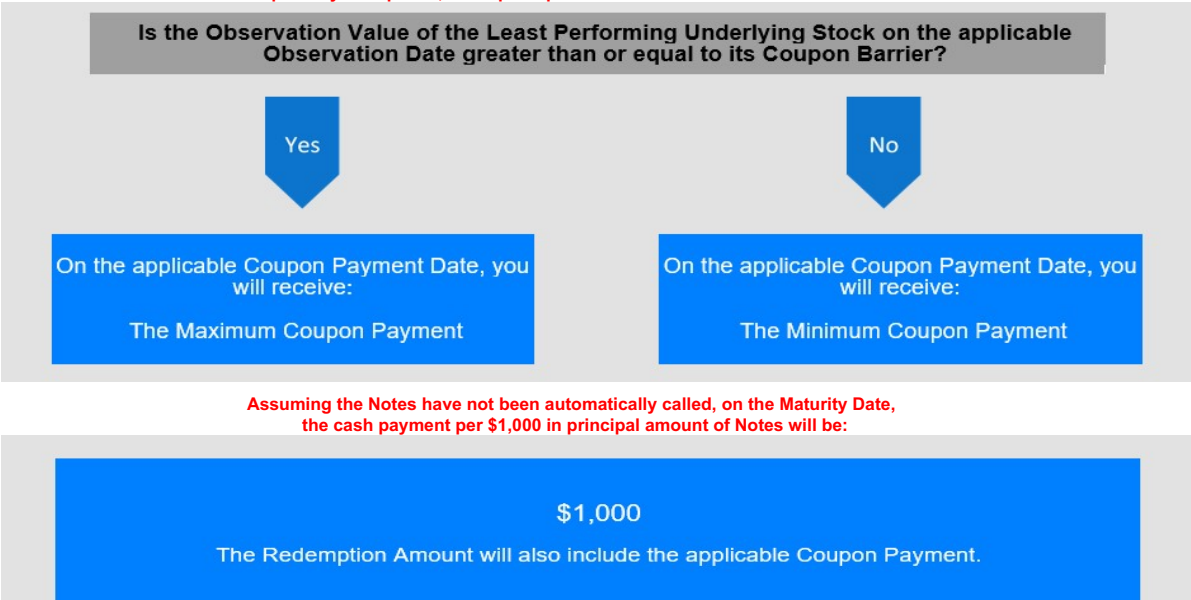 Is the Observation Value of the Least Performing Underlying Stock on the applicable
Observation Date greater than or equal to its Coupon Barrier?
Yes
No
On the applicable Coupon Payment Date, you
will receive:
The Maximum Coupon Payment
On the applicable Coupon Payment Date, you
will receive:
The Minimum Coupon Payment
Assuming the Notes have not been automatically called, on the Maturity Date,
the cash payment per $1,000 in principal amount of Notes will be:
$1,000
The Redemption Amount will also include the applicable Coupon Payment.